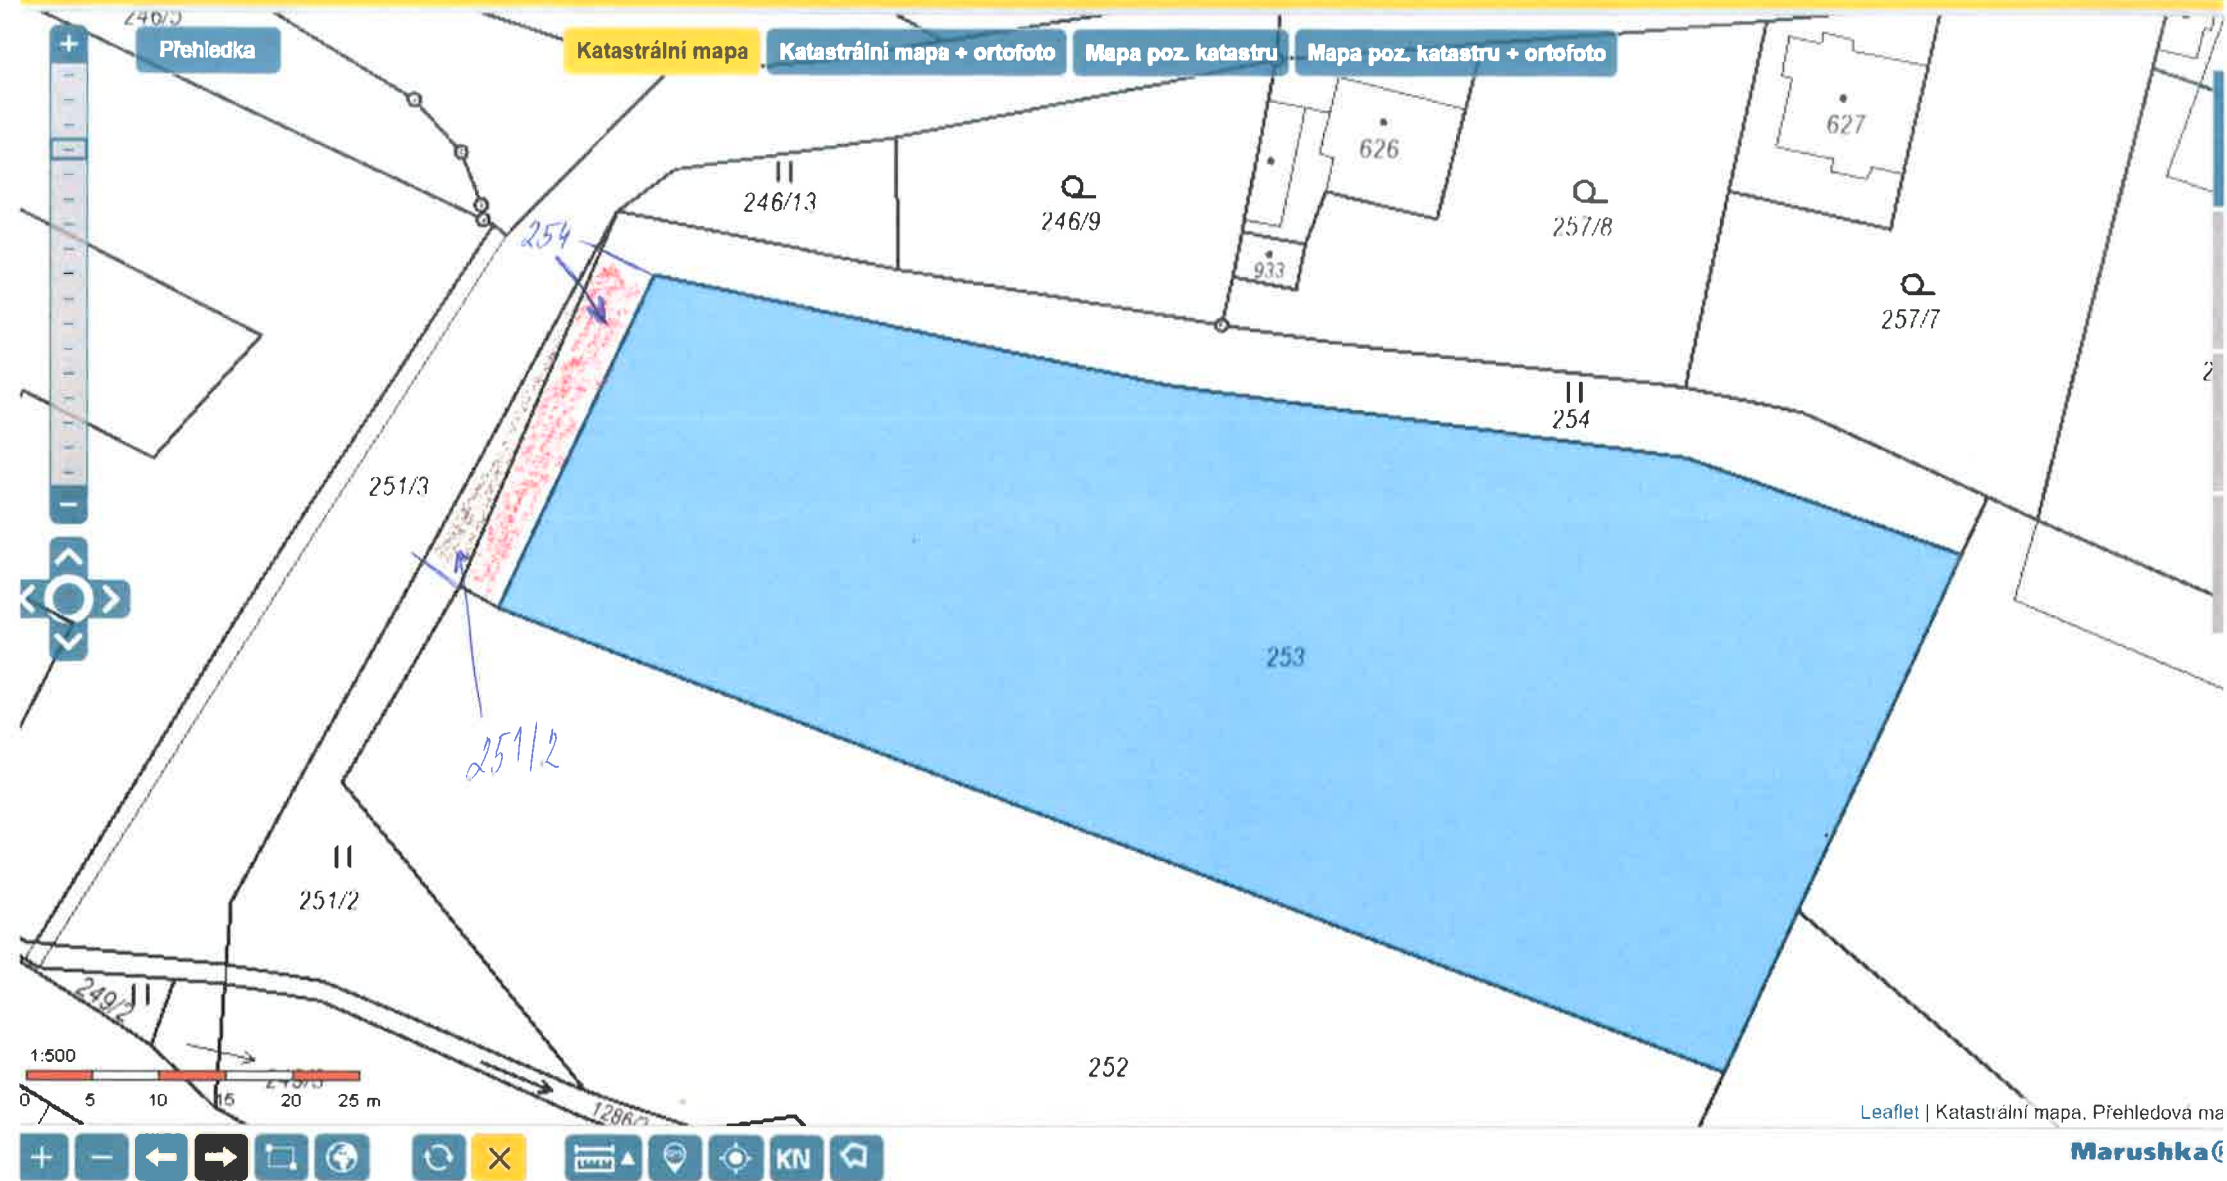 246/5
Přehledka
Katastrální mapa
Katastrální mapa + ortofoto
Mapa poz. katastru
Mapa poz. katastru + ortofoto
627
626
246/13
246/9
257/8
254
933
257/7
254
251/3
253
251/2
251/2
249/2
252
1:500
0 5 10 15 20 25 m
Leaflet | Katastrální mapa, Přehledová ma
KN
Marushka